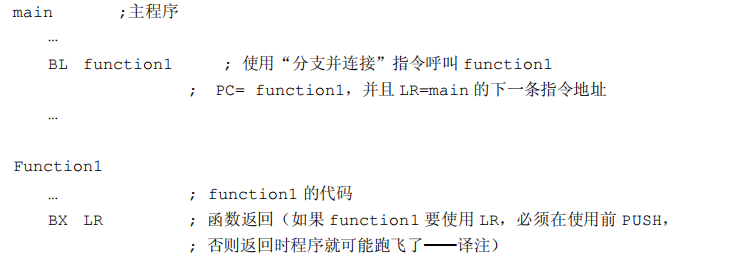 main ;主程序
…
BL function1 ; 使用“分支并连接”指令呼叫 function1
; PC= function1，并且 LR=main 的下一条指令地址
…
Function1
… ; function1 的代码
BX LR ; 函数返回（如果 function1 要使用 LR，必须在使用前 PUSH，
; 否则返回时程序就可能跑飞了——译注）